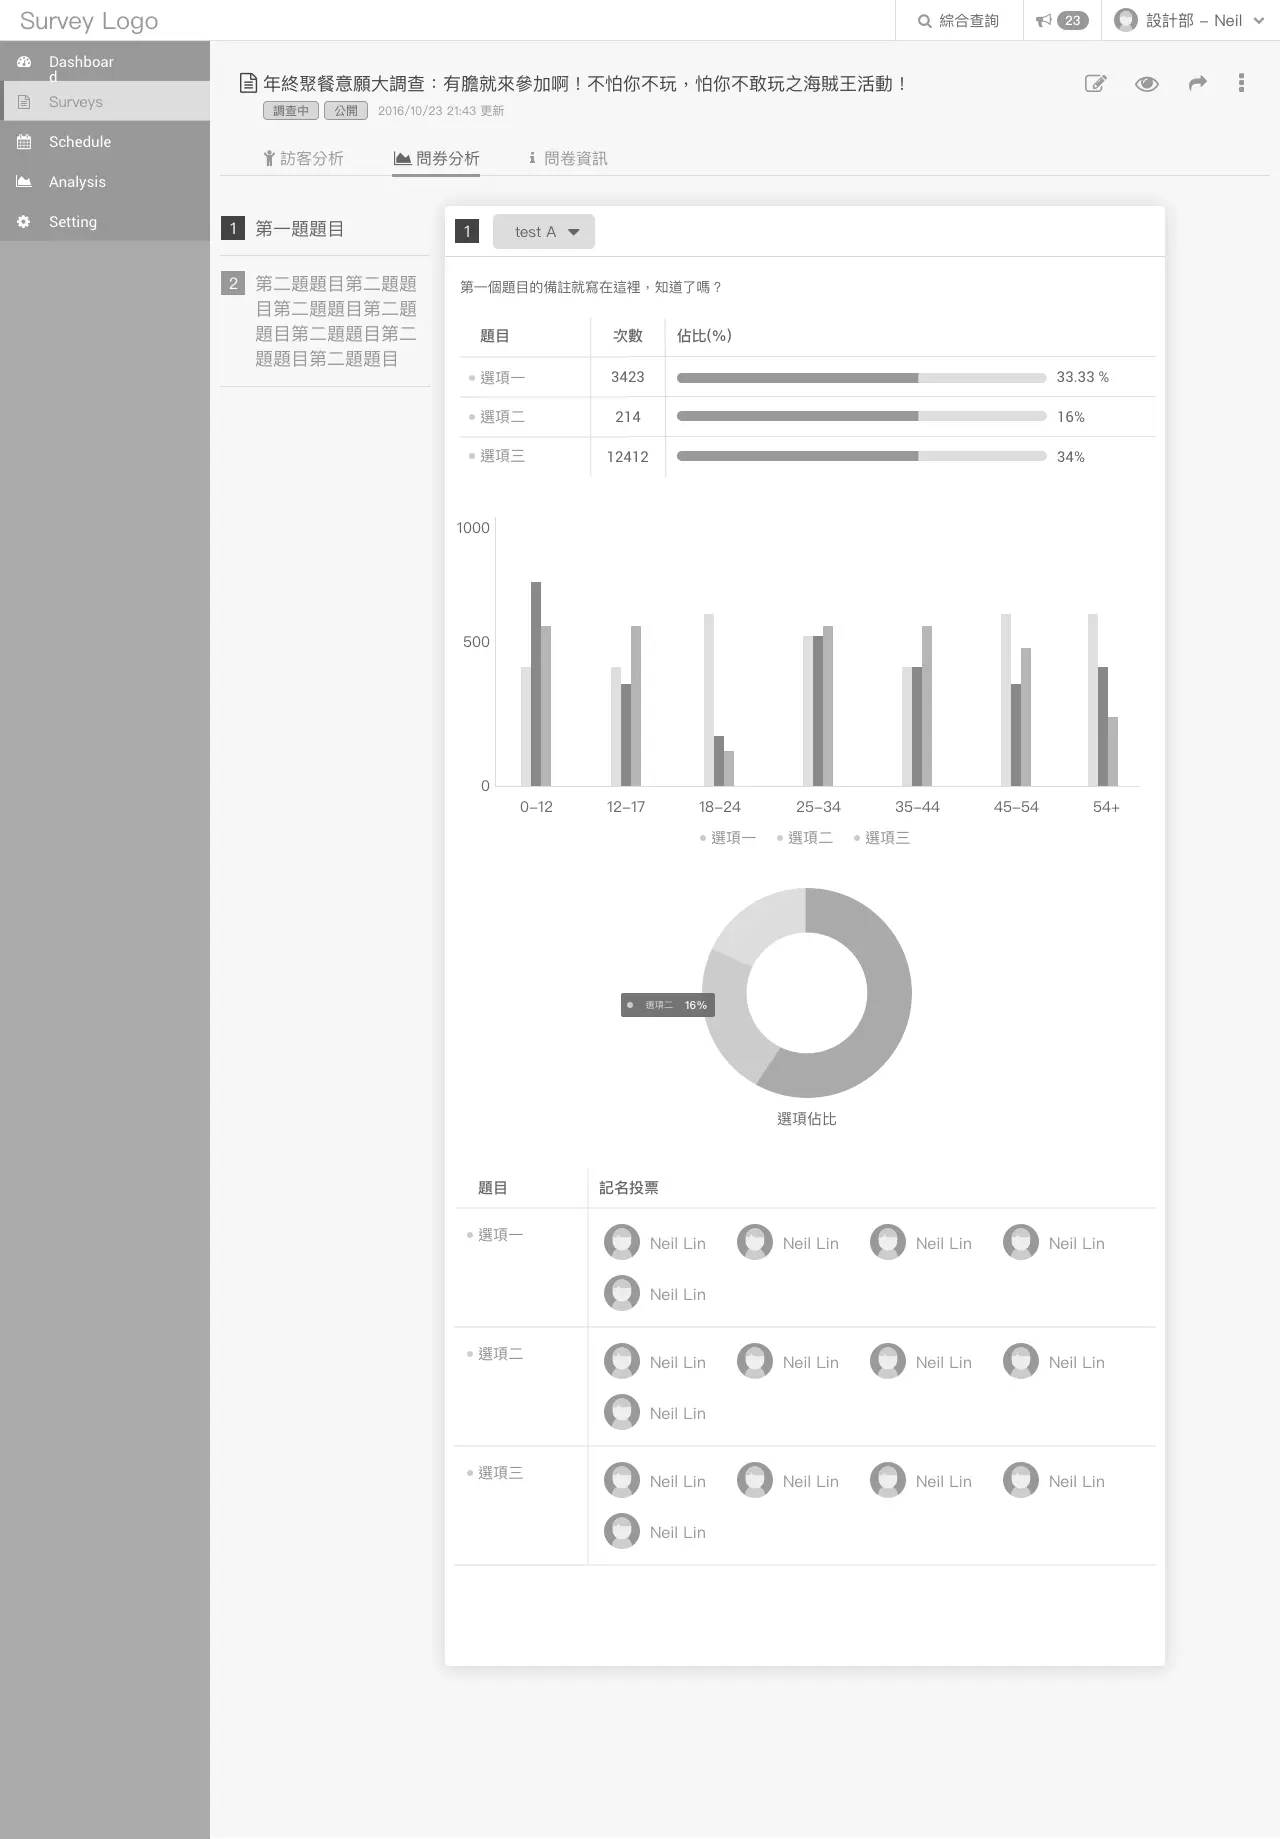 Survey Logo
綜合查詢
23
設計部 – Neil
Dashboar
d
Surveys
Schedule
Analysis
Setting
年終聚餐意願大調查：有膽就來參加啊！不怕你不玩，怕你不敢玩之海賊王活動！
調查中 公開 2016/10/23 21:43 更新
訪客分析 問券分析 問卷資訊
1 第一題題目
2 第二題題目第二題題
目第二題題目第二題
題目第二題題目第二
題題目第二題題目
1 test A
第一個題目的備註就寫在這裡，知道了嗎？
題目 次數 佔比(%)
選項一 3423 33.33 %
選項二 214 16%
選項三 12412 34%
1000
500
0
0–12 12–17 18–24 25–34 35–44 45–54 54+
選項一 選項二 選項三
選項二 16%
選項佔比
題目 記名投票
選項一 Neil Lin Neil Lin Neil Lin Neil Lin
Neil Lin
選項二 Neil Lin Neil Lin Neil Lin Neil Lin
Neil Lin
選項三 Neil Lin Neil Lin Neil Lin Neil Lin
Neil Lin